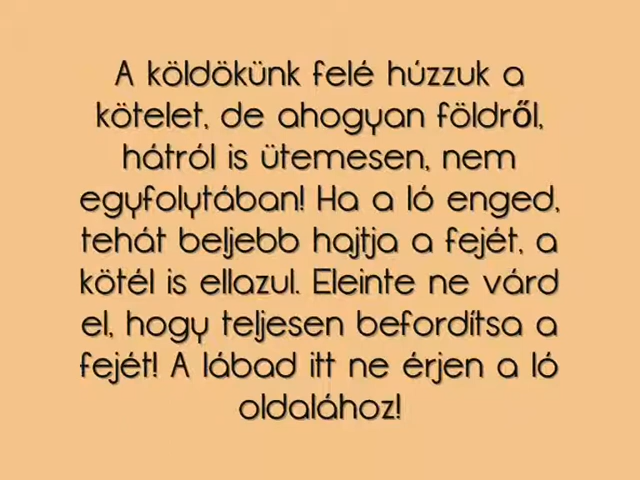 A köldökünk felé húzzuk a
kötelet, de ahogyan földről,
hátról is ütemesen, nem
egyfolytában! Ha a ló enged,
tehát beljebb hajtja a fejét, a
kötél is ellazul. Eleinte ne várd
el, hogy teljesen befordítsa a
fejét! A lábad itt ne érjen a ló
oldalához!